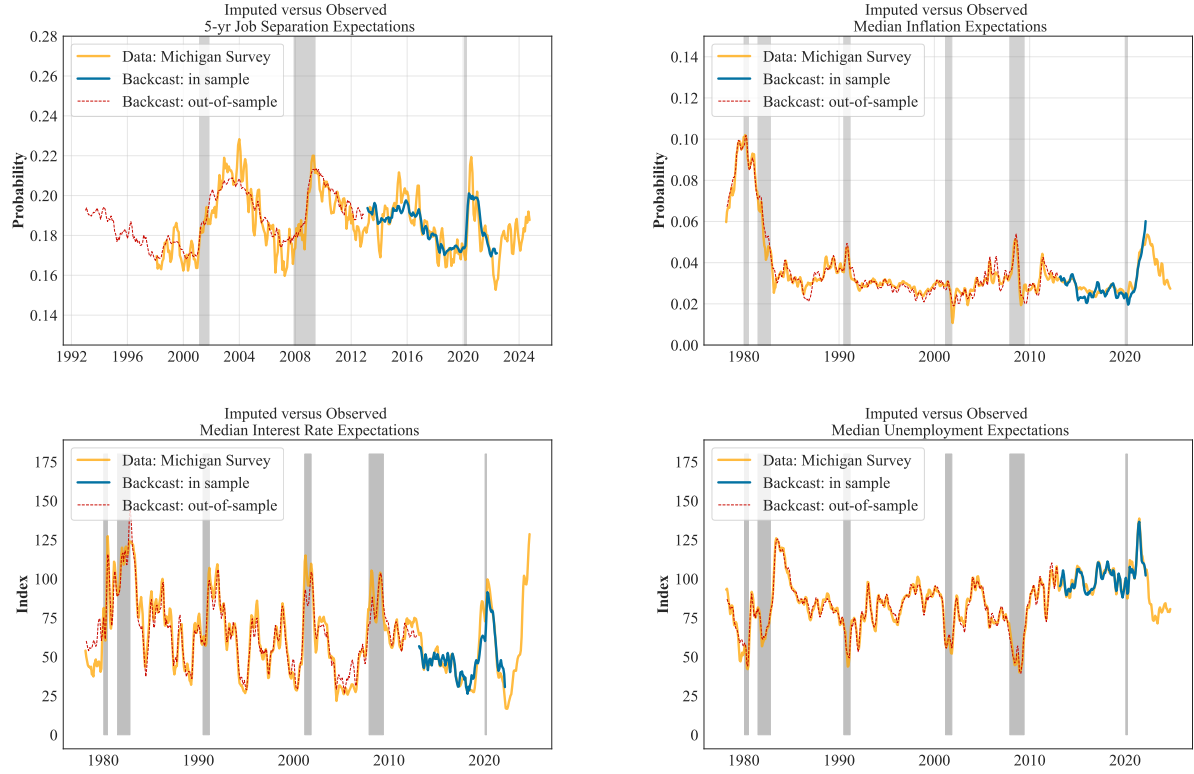 Imputed versus Observed
5-yr Job Separation Expectations
0.28
0.26
0.24
0.22
0.20
0.18
0.16
0.14
Probability
Data: Michigan Survey
Backcast: in sample
Backcast: out-of-sample
1992 1996 2000 2004 2008 2012 2016 2020 2024
Imputed versus Observed
Median Inflation Expectations
0.14
0.12
0.10
0.08
0.06
0.04
0.02
0.00
Probability
Data: Michigan Survey
Backcast: in sample
Backcast: out-of-sample
1980 1990 2000 2010 2020
Imputed versus Observed
Median Interest Rate Expectations
175
150
125
100
75
50
25
0
Index
Data: Michigan Survey
Backcast: in sample
Backcast: out-of-sample
1980 1990 2000 2010 2020
Imputed versus Observed
Median Unemployment Expectations
175
150
125
100
75
50
25
0
Index
Data: Michigan Survey
Backcast: in sample
Backcast: out-of-sample
1980 1990 2000 2010 2020